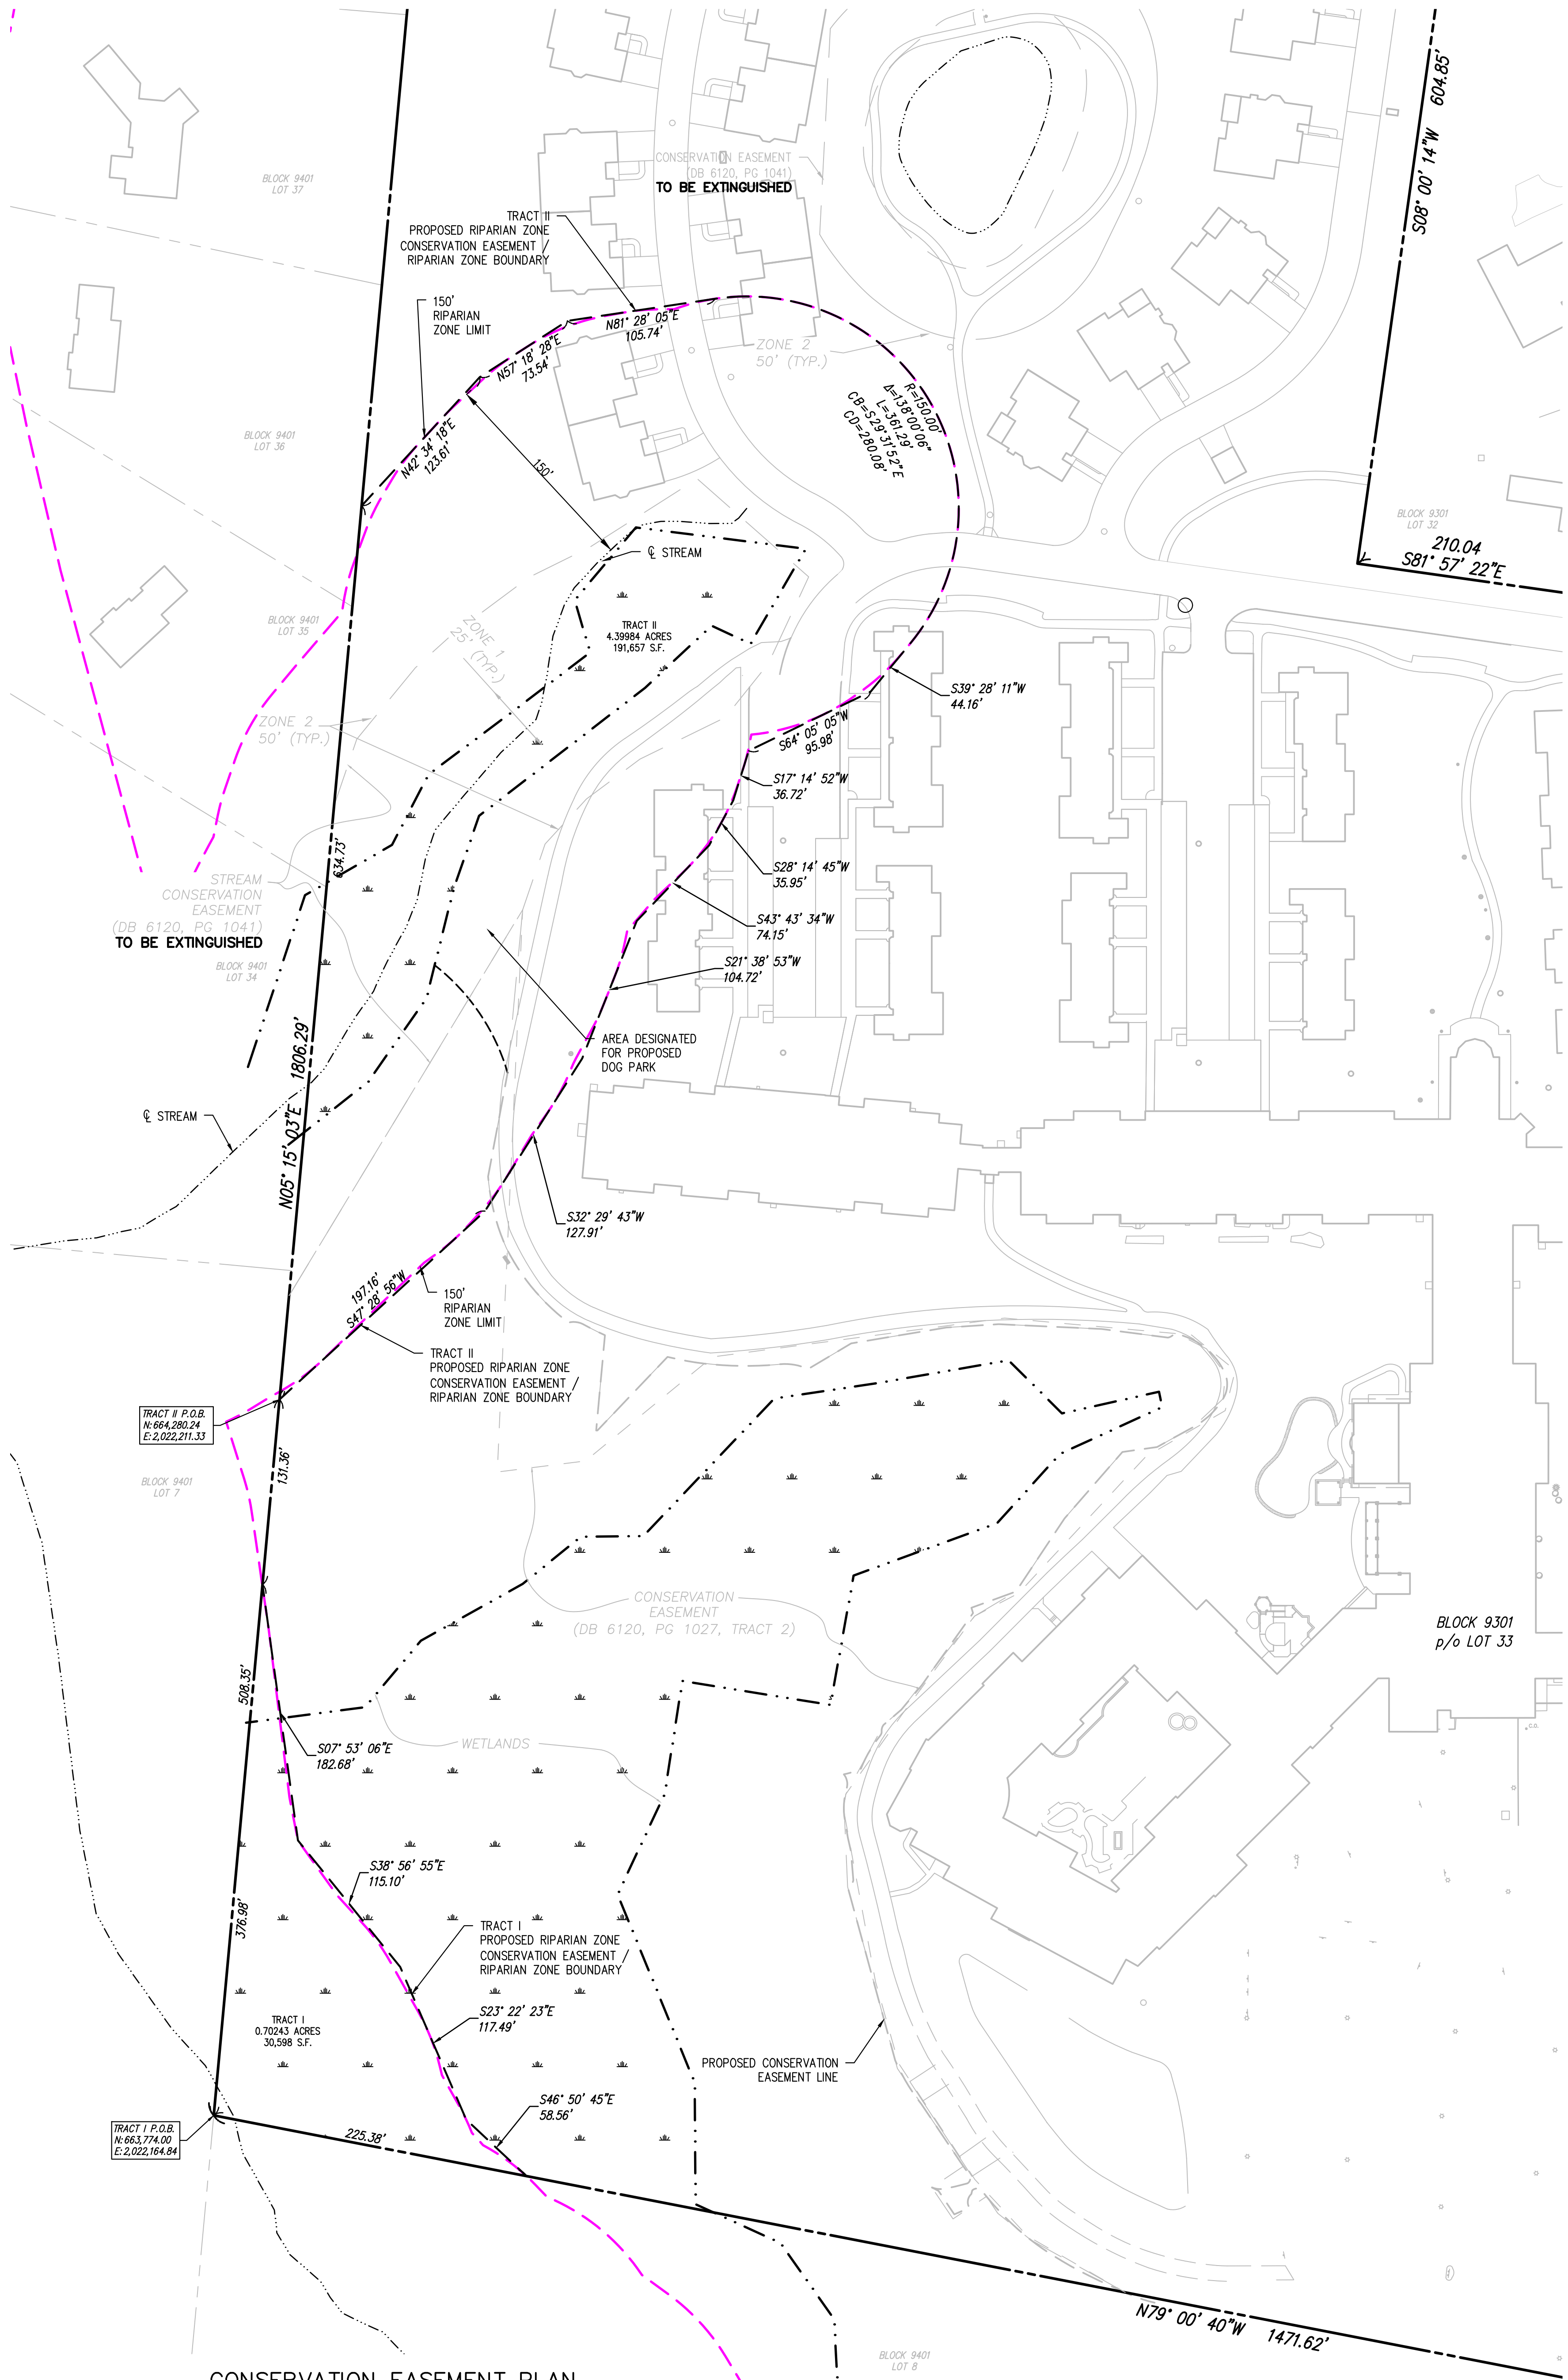 S08° 00' 14"W 604.85'
CONSERVATION EASEMENT
(DB 6120, PG 1041)
TO BE EXTINGUISHED
BLOCK 9401
LOT 37
TRACT II
PROPOSED RIPARIAN ZONE
CONSERVATION EASEMENT /
RIPARIAN ZONE BOUNDARY
150'
RIPARIAN
ZONE LIMIT
N81° 28' 05"E
105.74'
N57° 18' 28"E
73.54'
ZONE 2
50' (TYP.)
R=150.00'
Δ=138°00'06"
L=361.29'
CB=S29°31'52"E
CD=280.08'
BLOCK 9401
LOT 36
N42° 34' 18"E
123.61'
150'
BLOCK 9301
LOT 32
210.04
S81° 57' 22"E
℄ STREAM
BLOCK 9401
LOT 35
ZONE 1
25' (TYP.)
TRACT II
4.39984 ACRES
191,657 S.F.
S39° 28' 11"W
44.16'
ZONE 2
50' (TYP.)
S64° 05' 05"W
95.98'
S17° 14' 52"W
36.72'
634.73'
S28° 14' 45"W
35.95'
STREAM
CONSERVATION
EASEMENT
(DB 6120, PG 1041)
TO BE EXTINGUISHED
S43° 43' 34"W
74.15'
BLOCK 9401
LOT 34
S21° 38' 53"W
104.72'
AREA DESIGNATED
FOR PROPOSED
DOG PARK
N05° 15' 03"E 1806.29'
℄ STREAM
S32° 29' 43"W
127.91'
197.16'
S47° 28' 56"W
150'
RIPARIAN
ZONE LIMIT
TRACT II
PROPOSED RIPARIAN ZONE
CONSERVATION EASEMENT /
RIPARIAN ZONE BOUNDARY
TRACT II P.O.B.
N: 664,280.24
E: 2,022,211.33
131.36'
BLOCK 9401
LOT 7
CONSERVATION
EASEMENT
(DB 6120, PG 1027, TRACT 2)
BLOCK 9301
p/o LOT 33
508.35'
S07° 53' 06"E
182.68'
WETLANDS
C.O.
S38° 56' 55"E
115.10'
376.98'
TRACT I
PROPOSED RIPARIAN ZONE
CONSERVATION EASEMENT /
RIPARIAN ZONE BOUNDARY
S23° 22' 23"E
117.49'
TRACT I
0.70243 ACRES
30,598 S.F.
PROPOSED CONSERVATION
EASEMENT LINE
S46° 50' 45"E
58.56'
TRACT I P.O.B.
N: 663,774.00
E: 2,022,164.84
225.38'
N79° 00' 40"W 1471.62'
BLOCK 9401
LOT 8
CONSERVATION EASEMENT PLAN